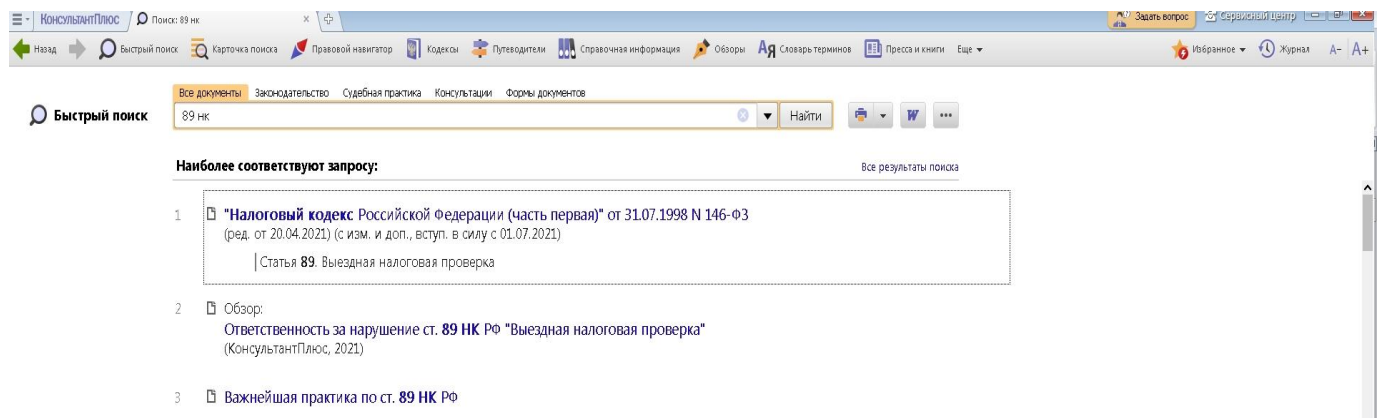 КонсультантПлюс
Поиск: 89 нк
Задать вопрос
Сервисный центр
Назад
Быстрый поиск
Карточка поиска
Правовой навигатор
Кодексы
Путеводители
Справочная информация
Обзоры
Словарь терминов
Пресса и книги
Еще
Избранное
Журнал
А- А+
Все документы Законодательство Судебная практика Консультации Формы документов
Быстрый поиск
89 нк
Найти
W
Наиболее соответствуют запросу:
Все результаты поиска
1 "Налоговый кодекс Российской Федерации (часть первая)" от 31.07.1998 N 146-ФЗ
(ред. от 20.04.2021) (с изм. и доп., вступ. в силу с 01.07.2021)
Статья 89. Выездная налоговая проверка
2 Обзор:
Ответственность за нарушение ст. 89 НК РФ "Выездная налоговая проверка"
(КонсультантПлюс, 2021)
3 Важнейшая практика по ст. 89 НК РФ